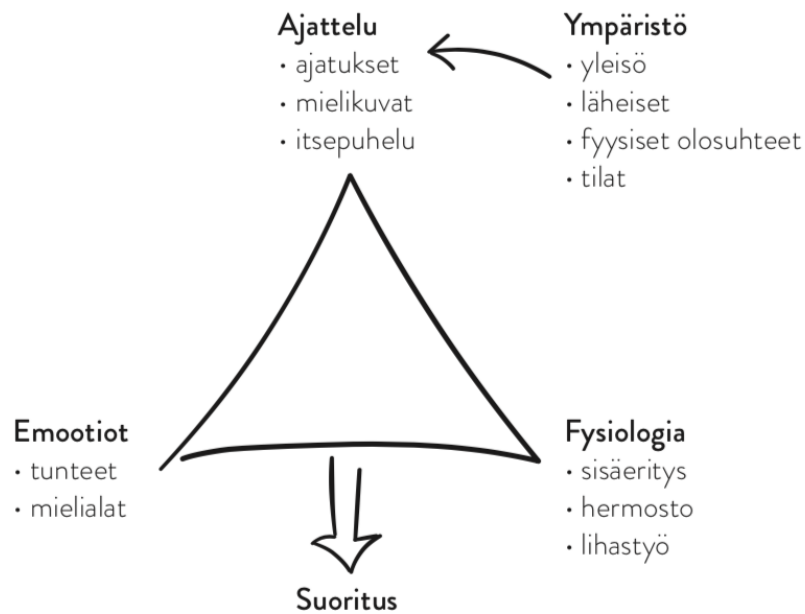 Ajattelu
· ajatukset
· mielikuvat
· itsepuhelu
Ympäristö
· yleisö
· läheiset
· fyysiset olosuhteet
· tilat
Emootiot
· tunteet
· mielialat
Fysiologia
· sisäeritys
· hermosto
· lihastyö
Suoritus